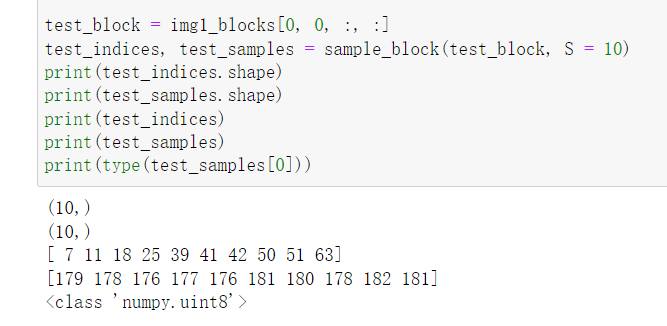 test_block = img1_blocks[0, 0, :, :]
test_indices, test_samples = sample_block(test_block, S = 10)
print(test_indices.shape)
print(test_samples.shape)
print(test_indices)
print(test_samples)
print(type(test_samples[0]))
(10,)
(10,)
[ 7 11 18 25 39 41 42 50 51 63]
[179 178 176 177 176 181 180 178 182 181]
<class 'numpy.uint8'>